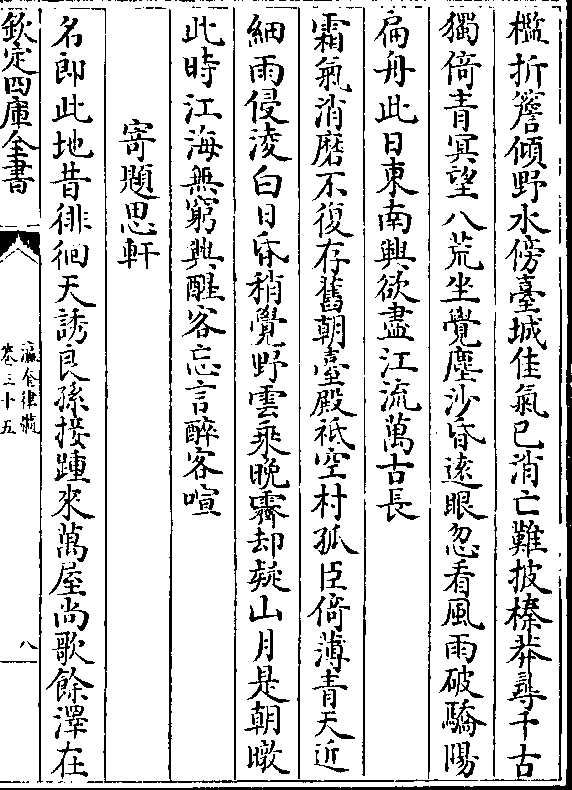 檻折簷傾野水傍臺城佳氣已消亡難披榛莽尋千古
獨倚青冥望八荒坐覺塵沙昏遠眼忽看風雨破驕陽
扁舟此日東南興欲盡江流萬古長
霜氣消磨不復存舊朝臺殿祗空村孤臣倚薄青天近
細雨侵凌白日昏稍覺野雲乘晚霽却疑山月是朝暾
此時江海無窮興醒客忘言醉客喧
寄題思軒
名郎此地昔徘徊天誘良孫接踵來萬屋尚歌餘澤在
欽定四庫全書
瀛奎律髓
卷三十五
八